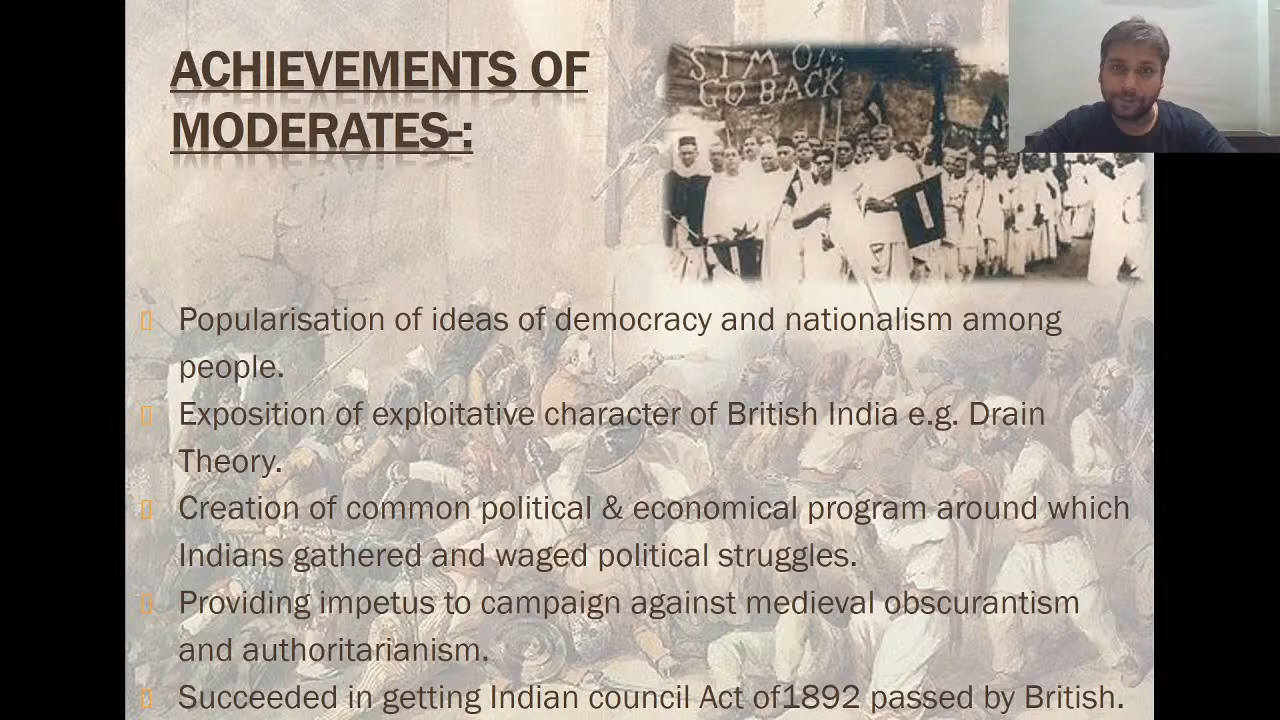 ACHIEVEMENTS OF
MODERATES-:
SIMON
GO BACK
Popularisation of ideas of democracy and nationalism among
people.
Exposition of exploitative character of British India e.g. Drain
Theory.
Creation of common political & economical program around which
Indians gathered and waged political struggles.
Providing impetus to campaign against medieval obscurantism
and authoritarianism.
Succeeded in getting Indian council Act of1892 passed by British.